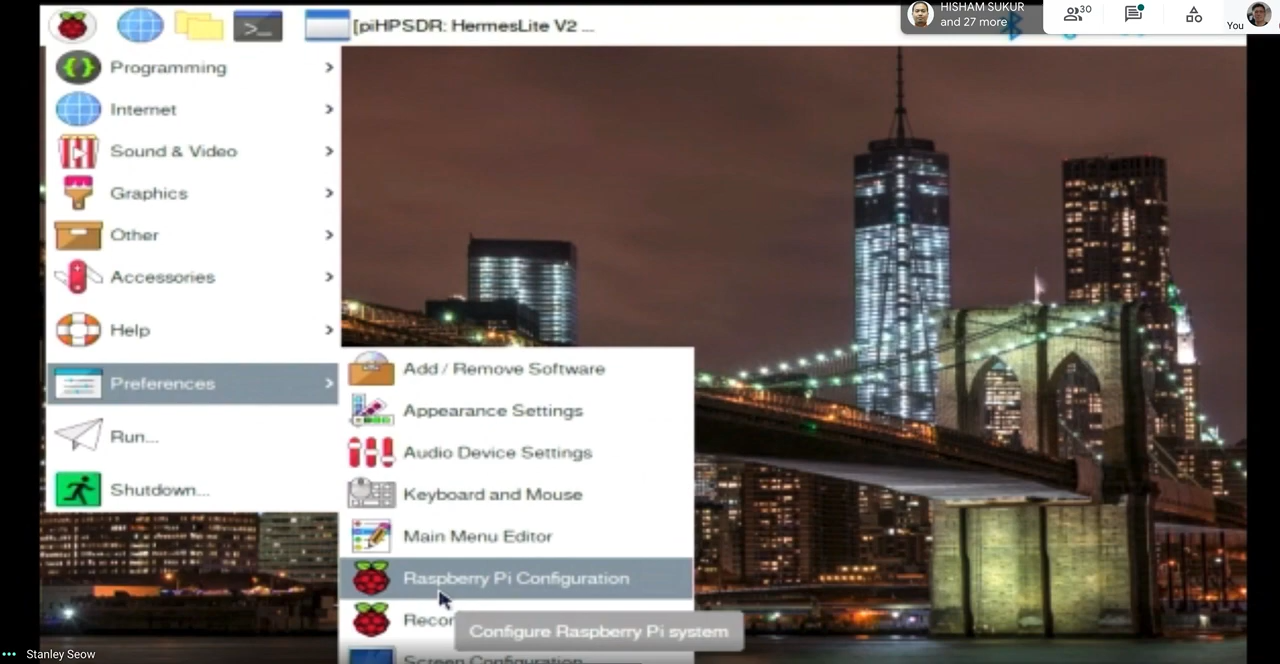 [piHPSDR: HermesLite V2 ...
HISHAM SUKUR
and 27 more
30
You
Programming
Internet
Sound & Video
Graphics
Other
Accessories
Help
Preferences
Run...
Shutdown...
Add / Remove Software
Appearance Settings
Audio Device Settings
Keyboard and Mouse
Main Menu Editor
Raspberry Pi Configuration
Configure Raspberry Pi system
Screen Configuration
Stanley Seow